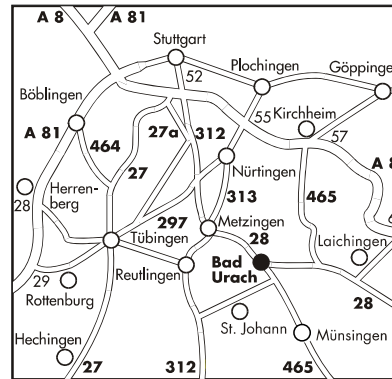 A 8
A 81
Stuttgart
52
Plochingen
Göppinge
Böblingen
A 81
464
27a
312
55
Kirchheim
57
27
Nürtingen
Herren-
berg
28
313
465
297
Metzingen
A 8
Tübingen
28
Laichingen
29
Reutlingen
Bad
Urach
Rottenburg
28
St. Johann
Münsingen
Hechingen
27
312
465